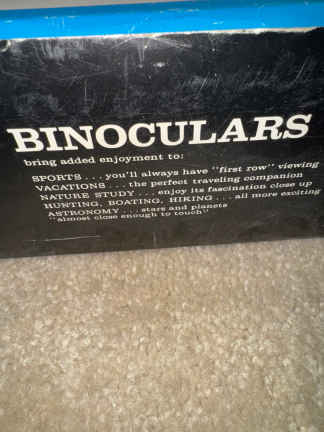 BINOCULARS
bring added enjoyment to:
SPORTS . . . you'll always have "first row" viewing
VACATIONS . . . the perfect traveling companion
NATURE STUDY . . . enjoy its fascination close up
HUNTING, BOATING, HIKING . . . all more exciting
ASTRONOMY . . . stars and planets
"almost close enough to touch"